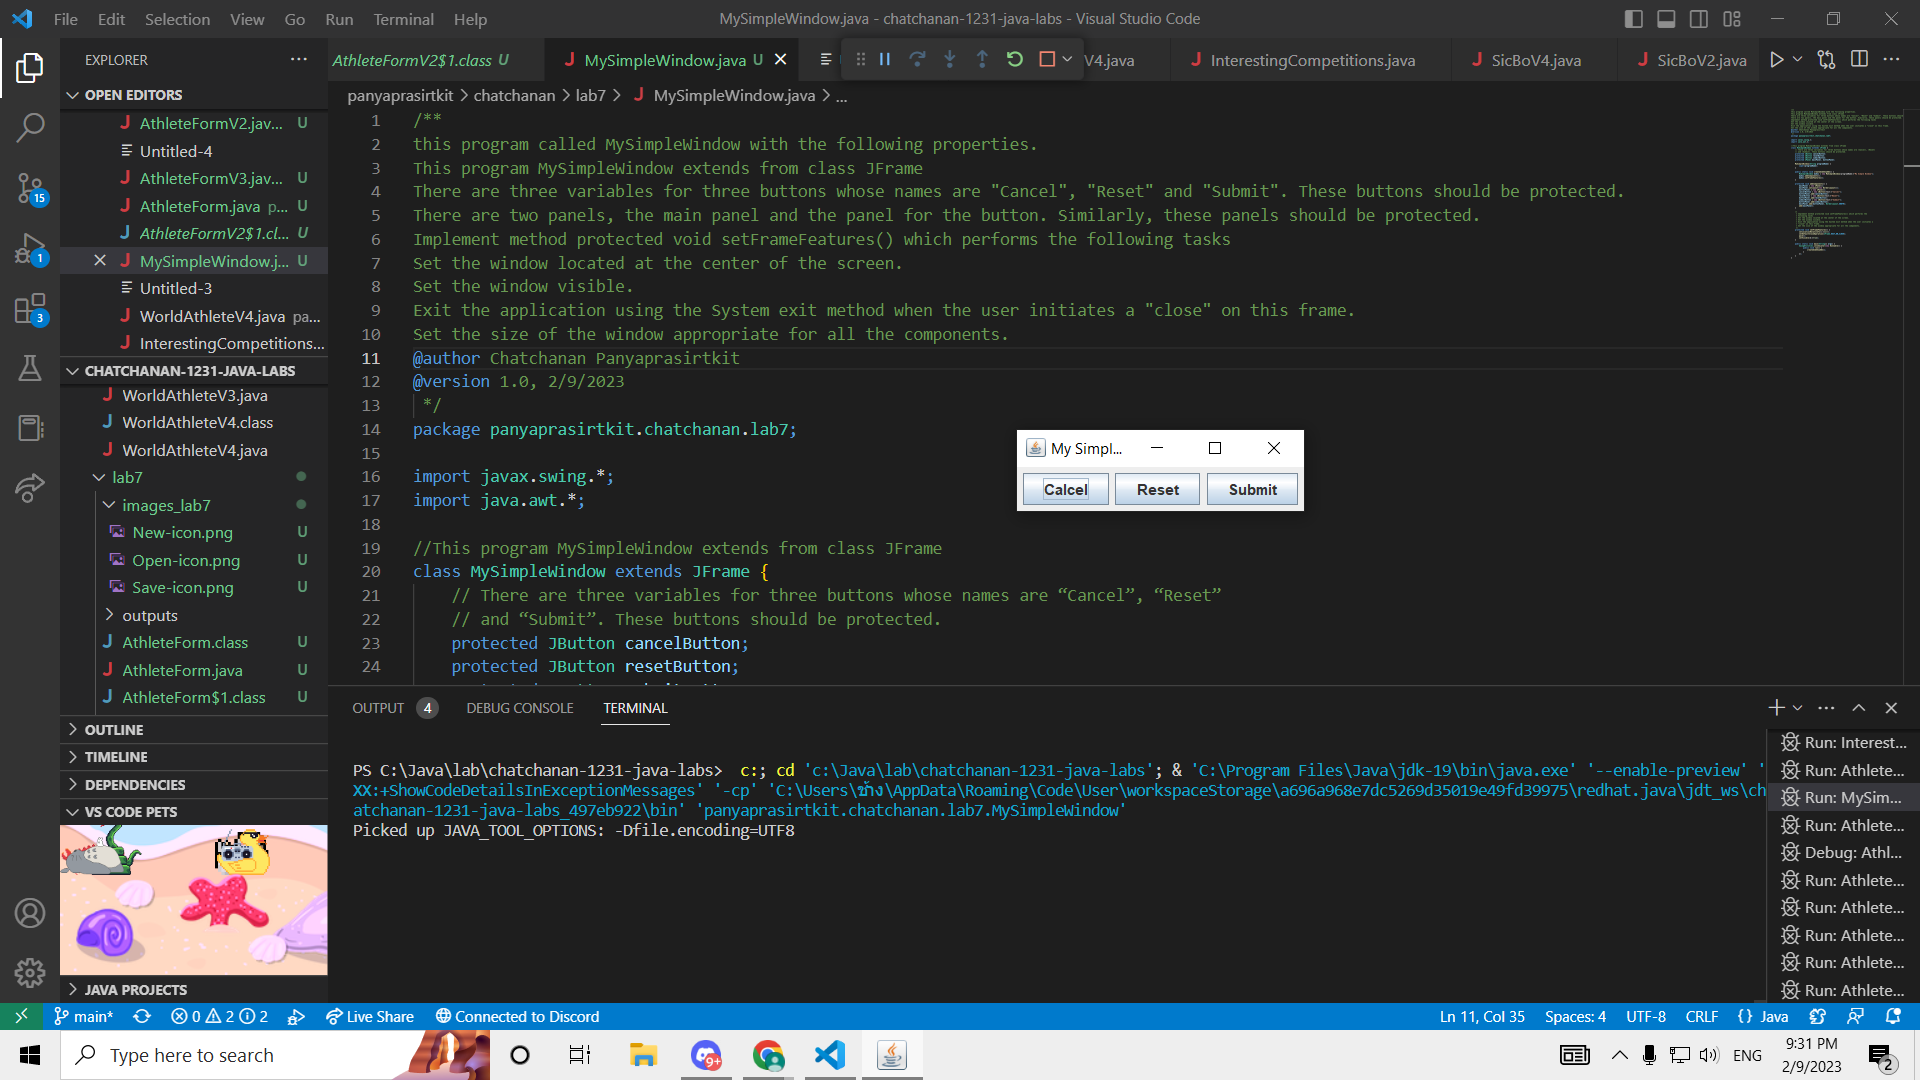 File Edit Selection View Go Run Terminal Help
MySimpleWindow.java - chatchanan-1231-java-labs - Visual Studio Code
EXPLORER
AthleteFormV2$1.class U
MySimpleWindow.java U
V4.java
InterestingCompetitions.java
SicBoV4.java
SicBoV2.java
OPEN EDITORS
AthleteFormV2.jav... U
Untitled-4
AthleteFormV3.jav... U
AthleteForm.java p... U
AthleteFormV2$1.cl... U
MySimpleWindow.j... U
Untitled-3
WorldAthleteV4.java pa...
InterestingCompetitions...
CHATCHANAN-1231-JAVA-LABS
WorldAthleteV3.java
WorldAthleteV4.class
WorldAthleteV4.java
lab7
images_lab7
New-icon.png U
Open-icon.png U
Save-icon.png U
outputs
AthleteForm.class U
AthleteForm.java U
AthleteForm$1.class U
OUTLINE
TIMELINE
DEPENDENCIES
VS CODE PETS
JAVA PROJECTS
15
1
3
panyaprasirtkit > chatchanan > lab7 > MySimpleWindow.java > ...
1 /**
2 this program called MySimpleWindow with the following properties.
3 This program MySimpleWindow extends from class JFrame
4 There are three variables for three buttons whose names are "Cancel", "Reset" and "Submit". These buttons should be protected.
5 There are two panels, the main panel and the panel for the button. Similarly, these panels should be protected.
6 Implement method protected void setFrameFeatures() which performs the following tasks
7 Set the window located at the center of the screen.
8 Set the window visible.
9 Exit the application using the System exit method when the user initiates a "close" on this frame.
10 Set the size of the window appropriate for all the components.
11 @author Chatchanan Panyaprasirtkit
12 @version 1.0, 2/9/2023
13 */
14 package panyaprasirtkit.chatchanan.lab7;
15
16 import javax.swing.*;
17 import java.awt.*;
18
19 //This program MySimpleWindow extends from class JFrame
20 class MySimpleWindow extends JFrame {
21 // There are three variables for three buttons whose names are “Cancel”, “Reset”
22 // and “Submit”. These buttons should be protected.
23 protected JButton cancelButton;
24 protected JButton resetButton;
My Simpl...
Calcel Reset Submit
OUTPUT 4 DEBUG CONSOLE TERMINAL
PS C:\Java\lab\chatchanan-1231-java-labs> c:; cd 'c:\Java\lab\chatchanan-1231-java-labs'; & 'C:\Program Files\Java\jdk-19\bin\java.exe' '--enable-preview' '
XX:+ShowCodeDetailsInExceptionMessages' '-cp' 'C:\Users\ช้าง\AppData\Roaming\Code\User\workspaceStorage\a696a968e7dc5269d35019e49fd39975\redhat.java\jdt_ws\ch
atchanan-1231-java-labs_497eb922\bin' 'panyaprasirtkit.chatchanan.lab7.MySimpleWindow'
Picked up JAVA_TOOL_OPTIONS: -Dfile.encoding=UTF8
Run: Interest...
Run: Athlete...
Run: MySim...
Run: Athlete...
Debug: Athl...
Run: Athlete...
Run: Athlete...
Run: Athlete...
Run: Athlete...
Run: Athlete...
main* 0 2 2 Live Share Connected to Discord
Ln 11, Col 35 Spaces: 4 UTF-8 CRLF {} Java
Type here to search
9+
ENG
9:31 PM
2/9/2023
2